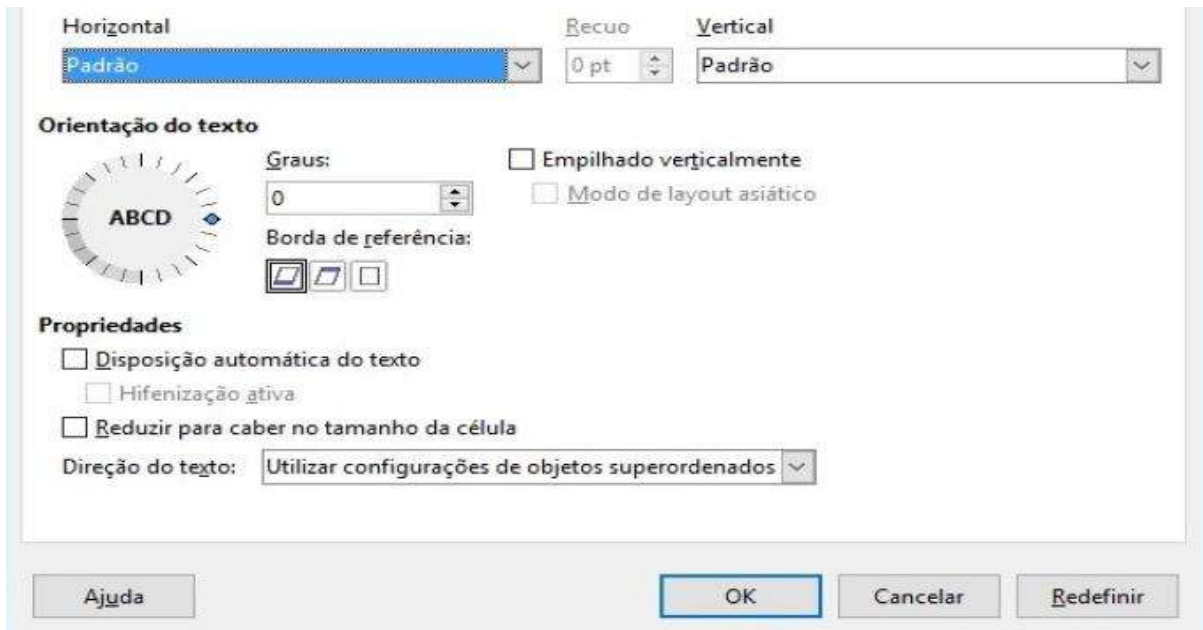 Horizontal Recuo Vertical
Padrão 0 pt Padrão
Orientação do texto
Graus: Empilhado verticalmente
0 Modo de layout asiático
ABCD
Borda de referência:
Propriedades
Disposição automática do texto
Hifenização ativa
Reduzir para caber no tamanho da célula
Direção do texto: Utilizar configurações de objetos superordenados
Ajuda OK Cancelar Redefinir